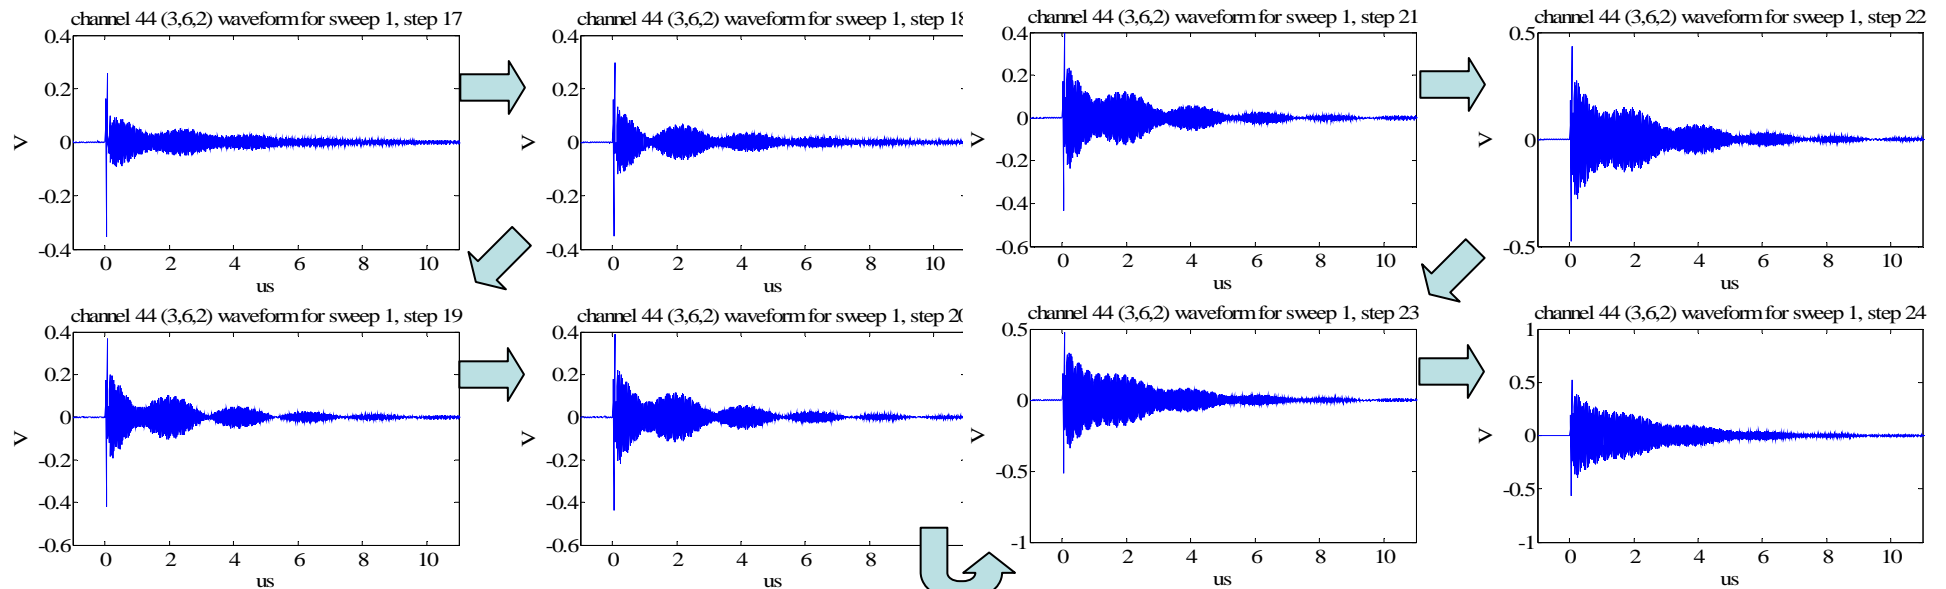 channel 44 (3,6,2) waveform for sweep 1, step 17
0.4
0.2
0
-0.2
-0.4
V
0 2 4 6 8 10
us
channel 44 (3,6,2) waveform for sweep 1, step 18
0.4
0.2
0
-0.2
-0.4
V
0 2 4 6 8
us
channel 44 (3,6,2) waveform for sweep 1, step 19
0.4
0.2
0
-0.2
-0.4
-0.6
V
0 2 4 6 8 10
us
channel 44 (3,6,2) waveform for sweep 1, step 20
0.4
0.2
0
-0.2
-0.4
-0.6
V
0 2 4 6 8
us
channel 44 (3,6,2) waveform for sweep 1, step 21
0.4
0.2
0
-0.2
-0.4
-0.6
V
0 2 4 6 8 10
us
channel 44 (3,6,2) waveform for sweep 1, step 22
0.5
0
-0.5
V
0 2 4 6 8 10
us
channel 44 (3,6,2) waveform for sweep 1, step 23
0.5
0
-0.5
-1
V
0 2 4 6 8 10
us
channel 44 (3,6,2) waveform for sweep 1, step 24
1
0.5
0
-0.5
-1
V
0 2 4 6 8 10
us